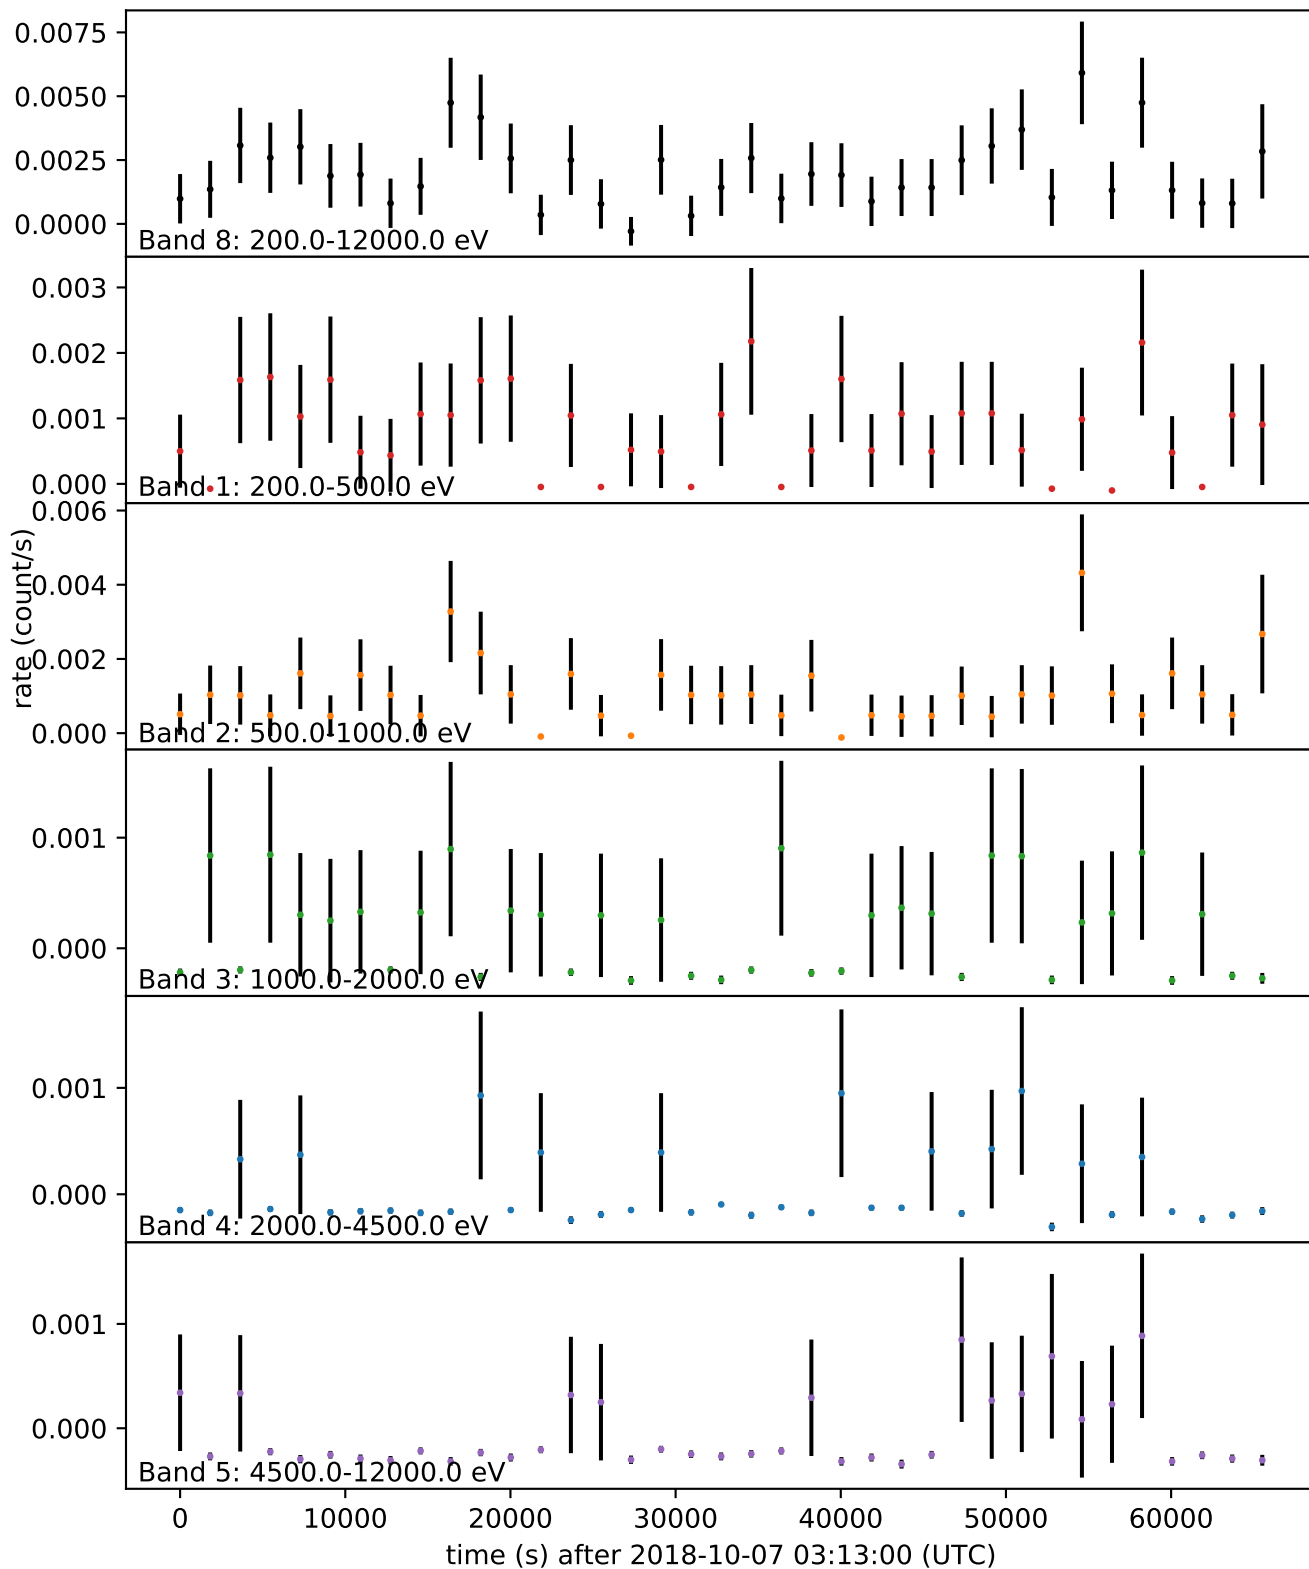 0.0075
0.0050
0.0025
0.0000
Band 8: 200.0-12000.0 eV
0.003
0.002
0.001
0.000
Band 1: 200.0-500.0 eV
rate (count/s)
0.006
0.004
0.002
0.000
Band 2: 500.0-1000.0 eV
0.001
0.000
Band 3: 1000.0-2000.0 eV
0.001
0.000
Band 4: 2000.0-4500.0 eV
0.001
0.000
Band 5: 4500.0-12000.0 eV
0 10000 20000 30000 40000 50000 60000
time (s) after 2018-10-07 03:13:00 (UTC)